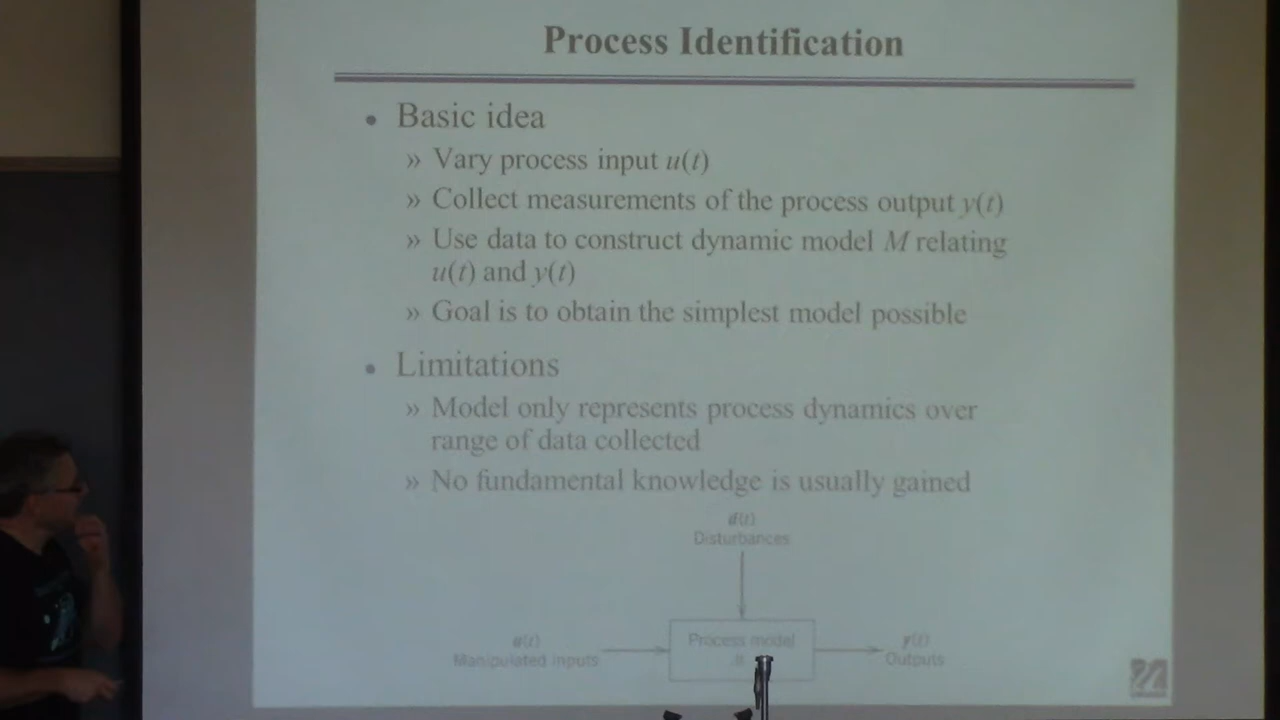 Process Identification
• Basic idea
» Vary process input u(t)
» Collect measurements of the process output y(t)
» Use data to construct dynamic model M relating
u(t) and y(t)
» Goal is to obtain the simplest model possible
• Limitations
» Model only represents process dynamics over
range of data collected
» No fundamental knowledge is usually gained
d(t)
Disturbances
u(t)
Manipulated inputs
Process model
y(t)
Outputs